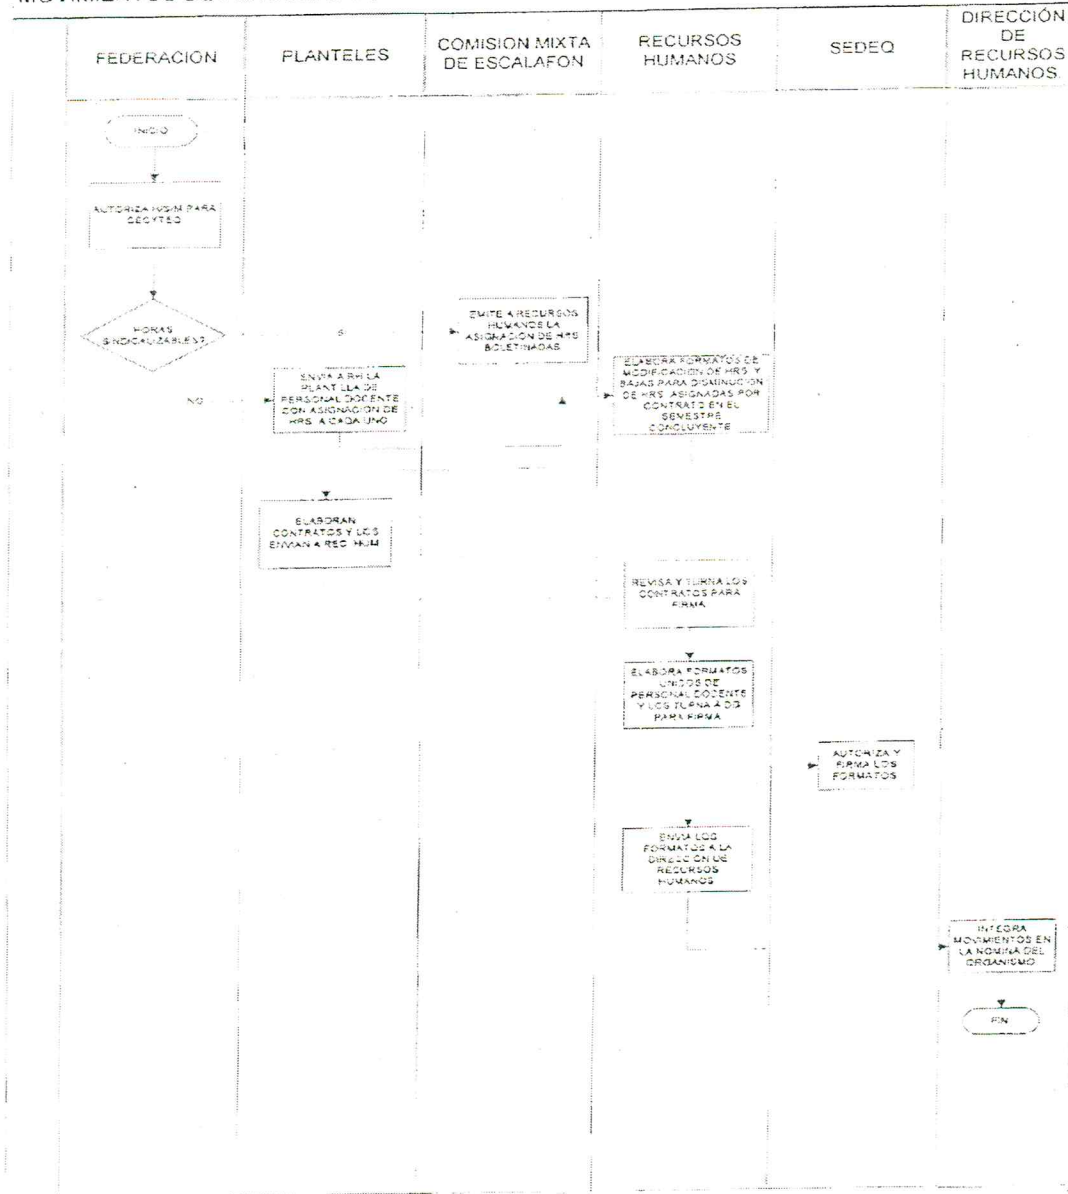 FEDERACION
PLANTELES
COMISION MIXTA
DE ESCALAFON
RECURSOS
HUMANOS
SEDEQ
DIRECCIÓN
DE
RECURSOS
HUMANOS
INICIO
AUTORIZA H/S/M PARA
CECYTEQ
HORAS
SINDICALIZABLES?
SI
EMITE A RECURSOS
HUMANOS LA
ASIGNACION DE HRS
BOLETINADAS
NO
ENVIA A RH LA
PLANTILLA DE
PERSONAL DOCENTE
CON ASIGNACION DE
HRS. A CADA UNO
ELABORA FORMATOS DE
MODIFICACION DE HRS. Y
BAJAS PARA DISMINUCION
DE HRS. ASIGNADAS POR
CONTRATO EN EL
SEMESTRE
CONCLUYENTE
ELABORAN
CONTRATOS Y LOS
ENVIAN A REC. HUM
REVISA Y TURNA LOS
CONTRATOS PARA
FIRMA
ELABORA FORMATOS
UNICOS DE
PERSONAL DOCENTE
Y LOS TURNA A DG
PARA FIRMA
AUTORIZA Y
FIRMA LOS
FORMATOS
ENVIA LOS
FORMATOS A LA
DIRECCION DE
RECURSOS
HUMANOS
INTEGRA
MOVIMIENTOS EN
LA NOMINA DEL
ORGANISMO
FIN